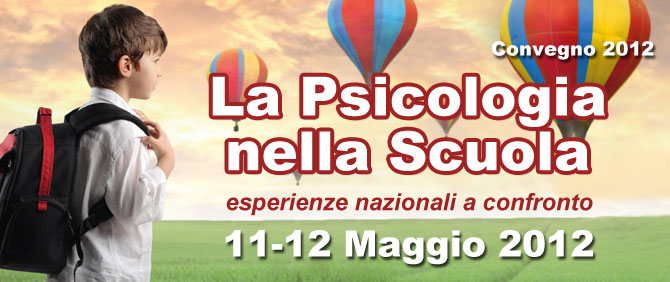 Convegno 2012
La Psicologia
nella Scuola
esperienze nazionali a confronto
11-12 Maggio 2012